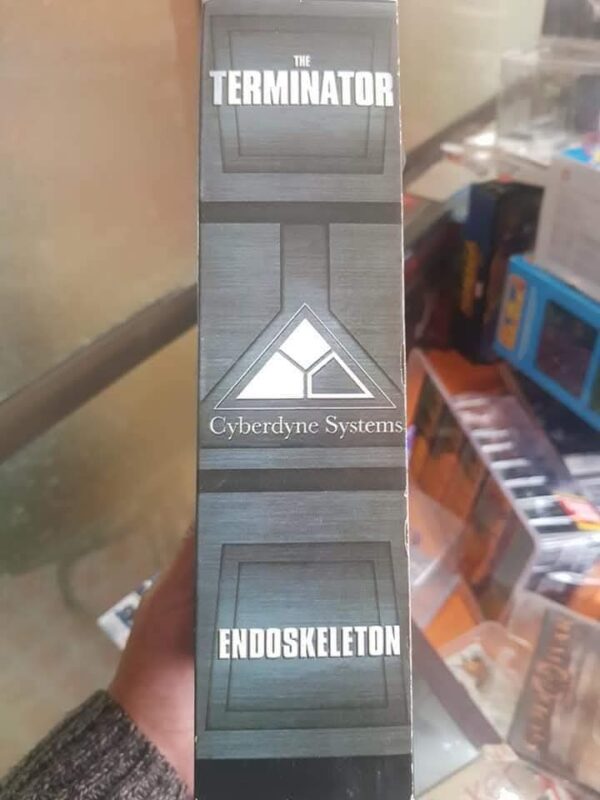 THE
TERMINATOR
Cyberdyne Systems
ENDOSKELETON